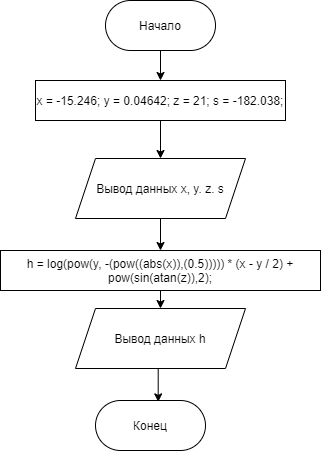 Начало
x = -15.246; y = 0.04642; z = 21; s = -182.038;
Вывод данных x, y. z. s
h = log(pow(y, -(pow((abs(x)),(0.5))))) * (x - y / 2) +
pow(sin(atan(z)),2);
Вывод данных h
Конец